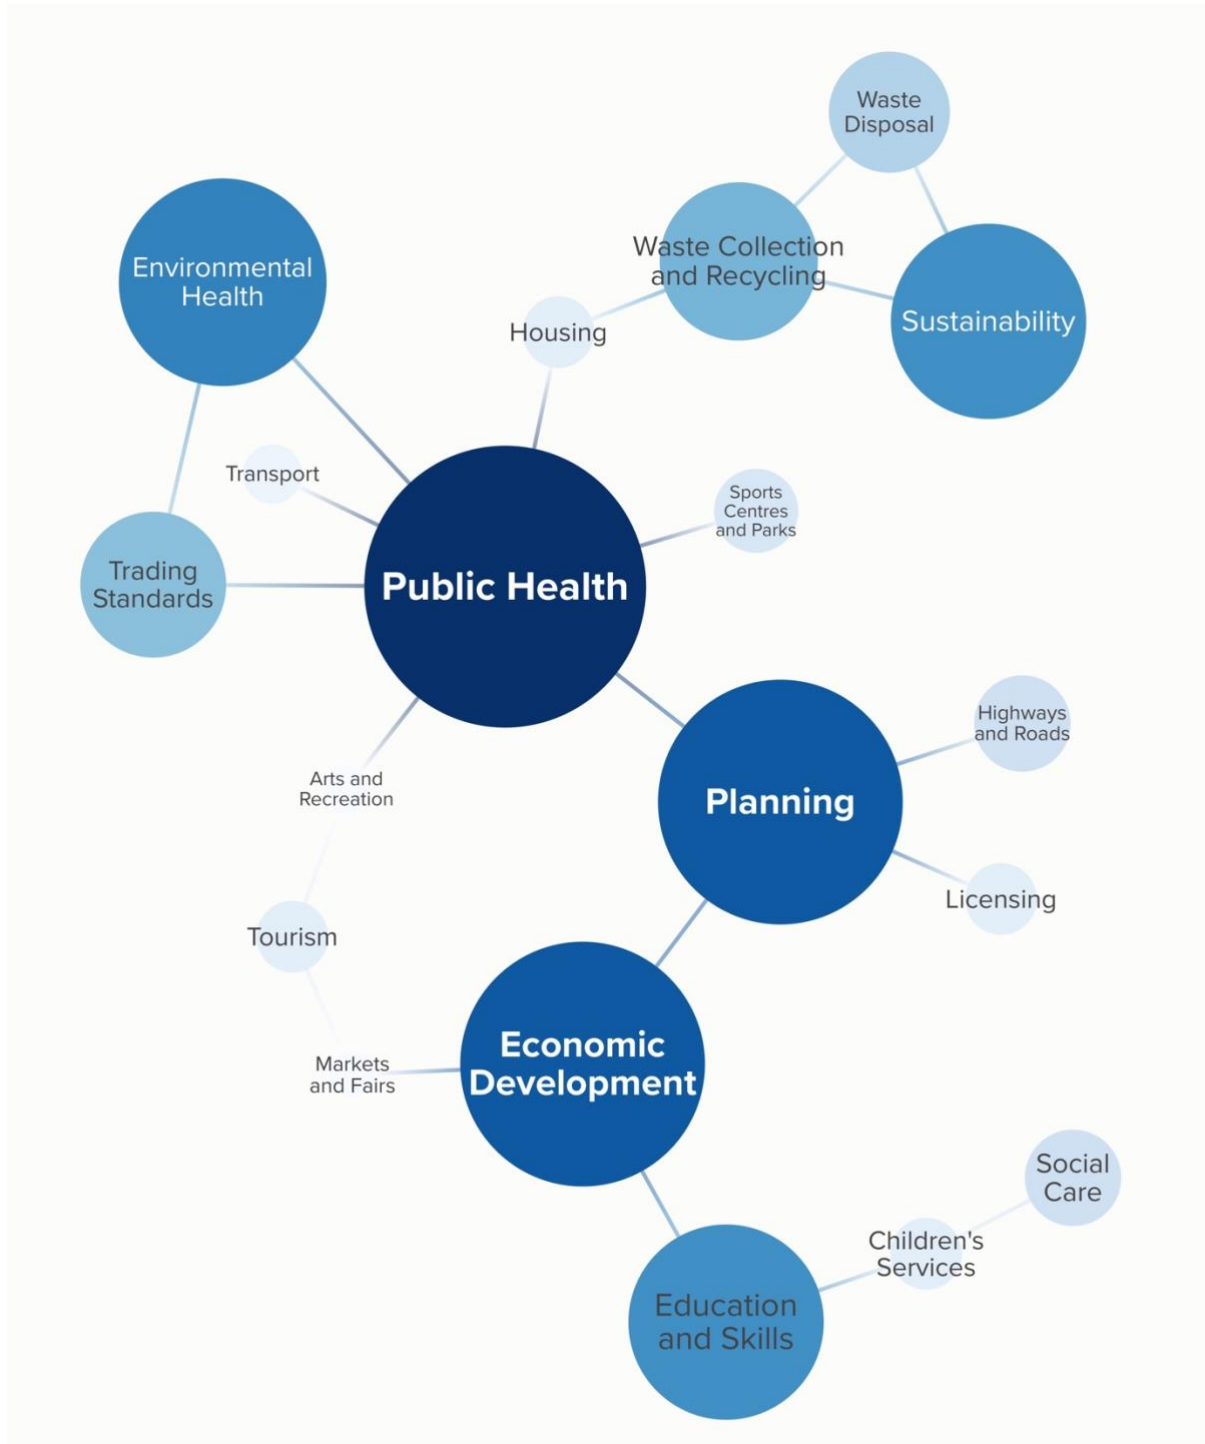 Waste
Disposal
Environmental
Health
Waste Collection
and Recycling
Sustainability
Housing
Transport
Sports
Centres
and Parks
Trading
Standards
Public Health
Highways
and Roads
Arts and
Recreation
Planning
Licensing
Tourism
Economic
Development
Markets
and Fairs
Social
Care
Children's
Services
Education
and Skills